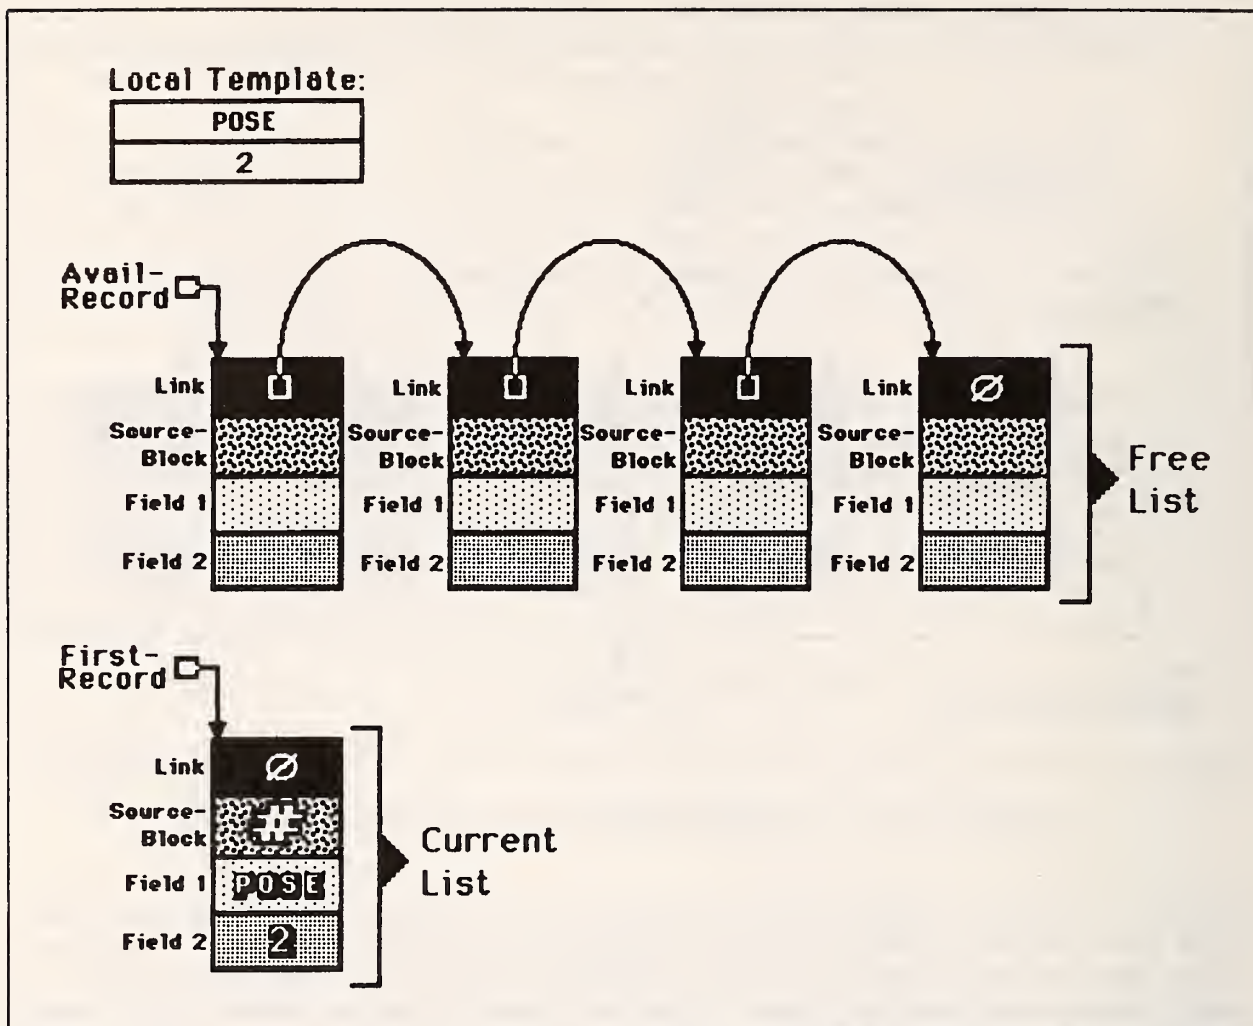 Local Template:
POSE
2
Avail-
Record
Link
Link
Link
Link
Ø
Source-
Block
Source-
Block
Source-
Block
Source-
Block
Field 1
Field 1
Field 1
Field 1
Field 2
Field 2
Field 2
Field 2
Free
List
First-
Record
Link
Ø
Source-
Block
#
Field 1
POSE
Field 2
2
Current
List